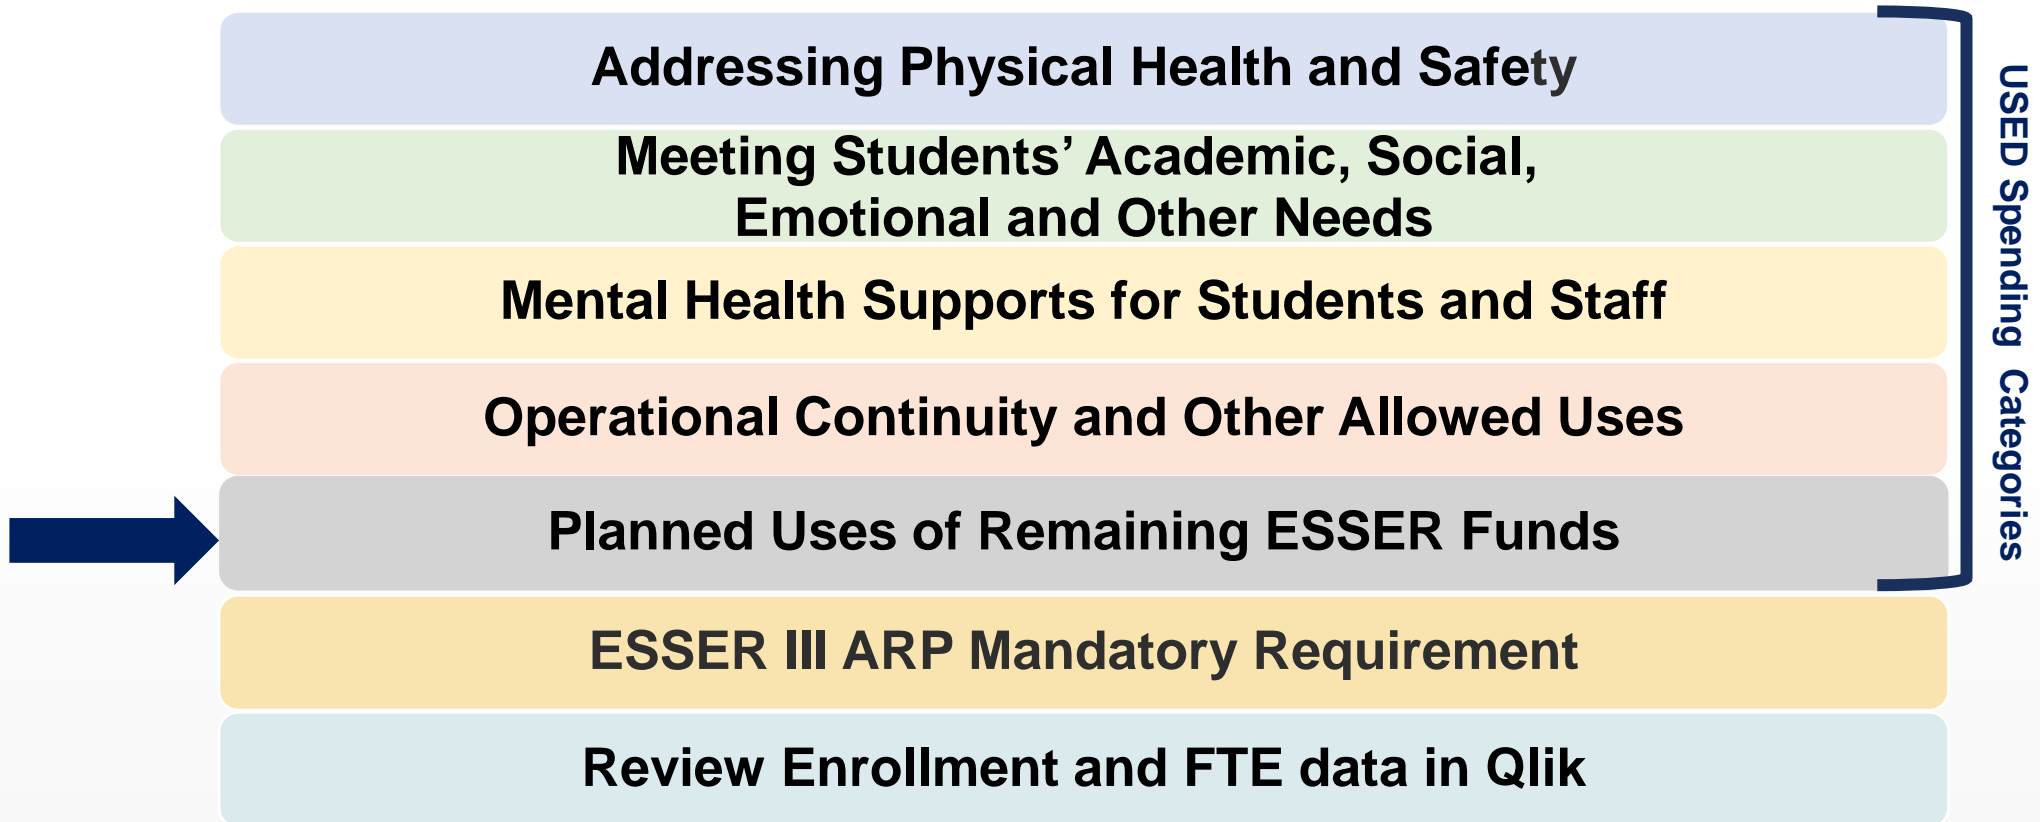 Addressing Physical Health and Safety
Meeting Students’ Academic, Social,
Emotional and Other Needs
Mental Health Supports for Students and Staff
Operational Continuity and Other Allowed Uses
Planned Uses of Remaining ESSER Funds
ESSER III ARP Mandatory Requirement
Review Enrollment and FTE data in Qlik
USED Spending Categories